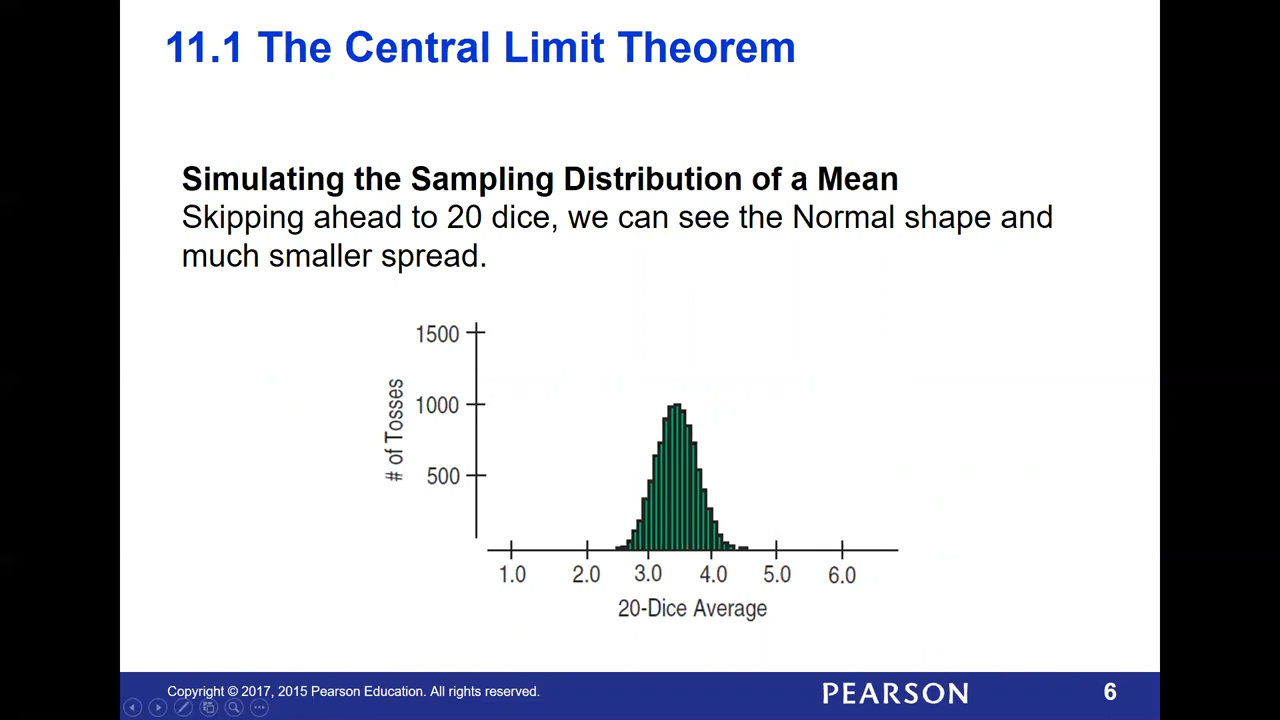 11.1 The Central Limit Theorem
Simulating the Sampling Distribution of a Mean
Skipping ahead to 20 dice, we can see the Normal shape and
much smaller spread.
1500
1000
500
# of Tosses
1.0 2.0 3.0 4.0 5.0 6.0
20-Dice Average
Copyright © 2017, 2015 Pearson Education. All rights reserved.
PEARSON
6